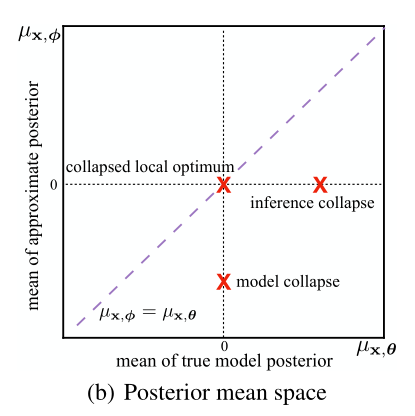 μx,ϕ
mean of approximate posterior
collapsed local optimum
0
inference collapse
model collapse
μx,ϕ = μx,θ
0
μx,θ
mean of true model posterior
(b) Posterior mean space